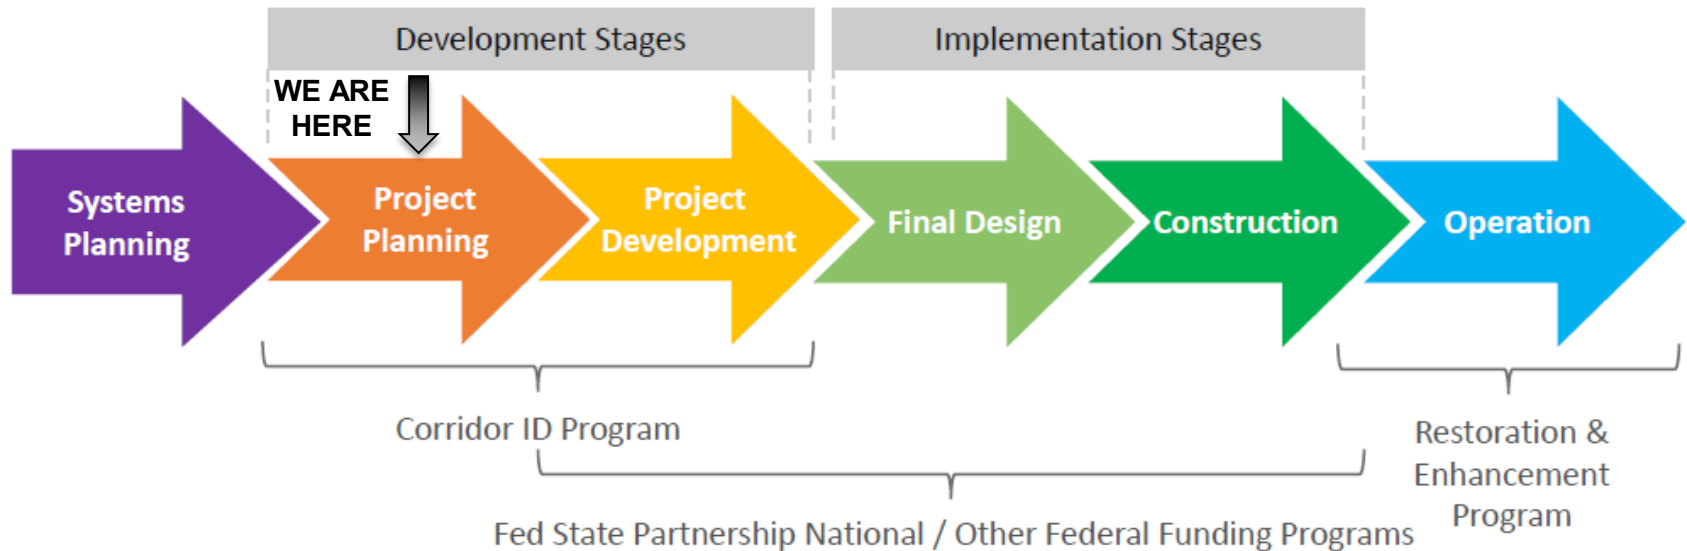 Development Stages
Implementation Stages
WE ARE
HERE
Systems
Planning
Project
Planning
Project
Development
Final Design
Construction
Operation
Corridor ID Program
Restoration &
Enhancement
Program
Fed State Partnership National / Other Federal Funding Programs